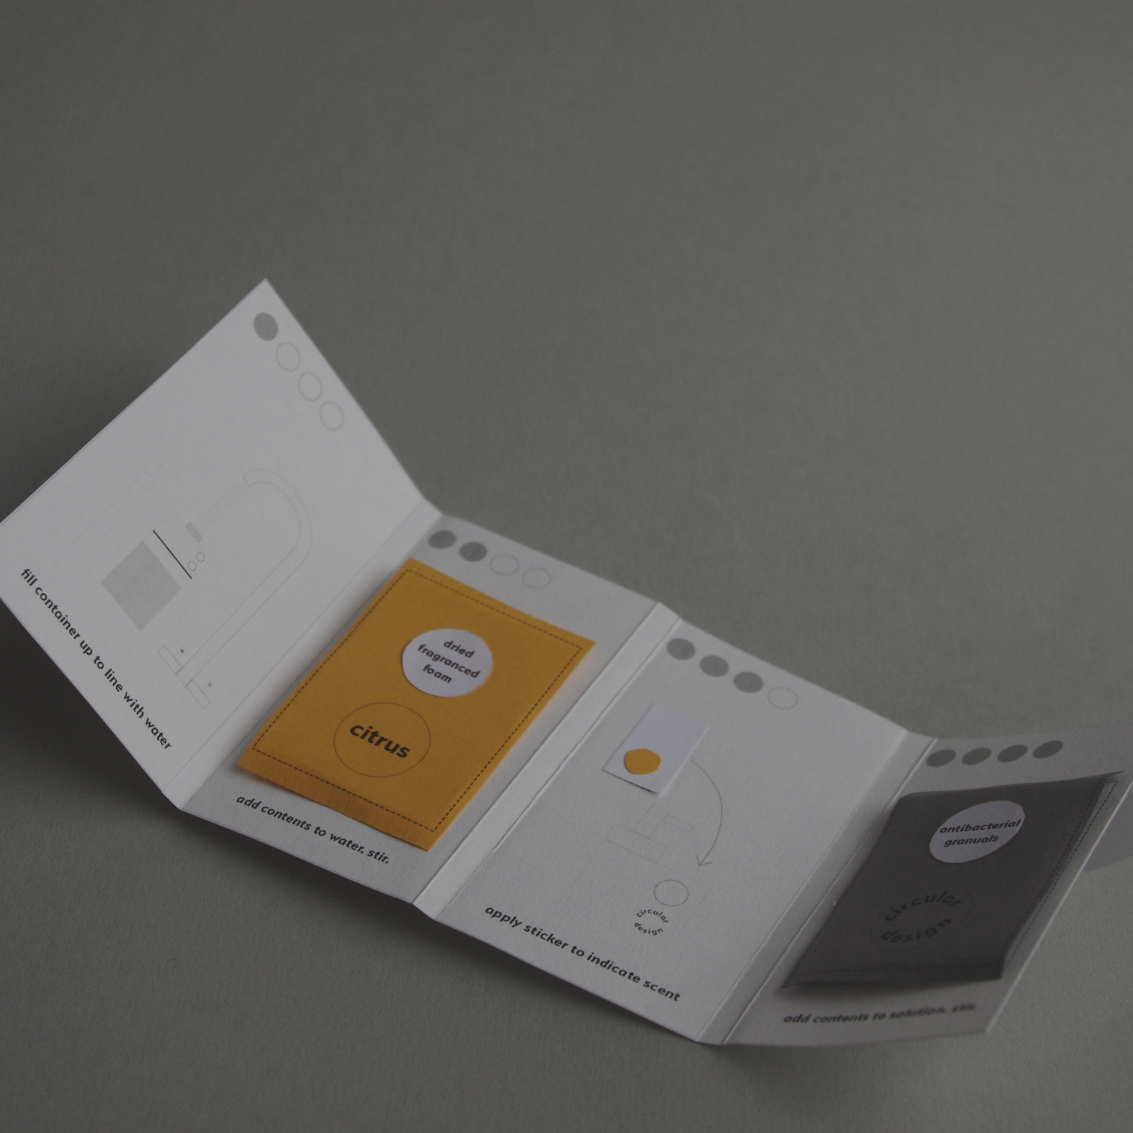 fill container up to line with water
dried
fragranced
foam
citrus
add contents to water. stir.
circular
design
apply sticker to indicate scent
antibacterial
granuals
circular
design
add contents to solution. stir.